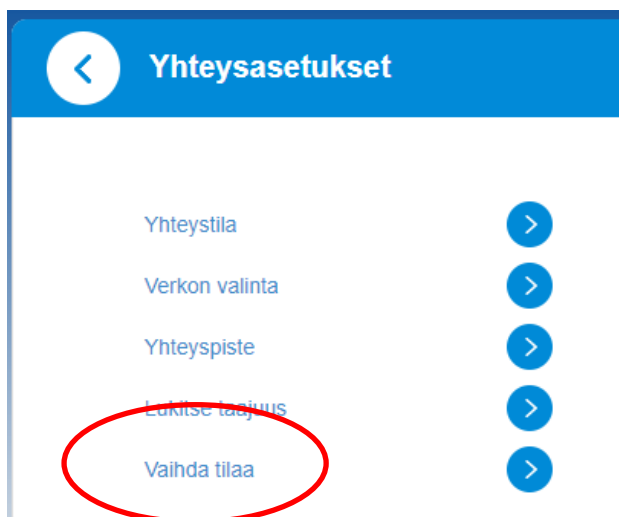 Yhteysasetukset
Yhteystila
Verkon valinta
Yhteyspiste
Lukitse taajuus
Vaihda tilaa